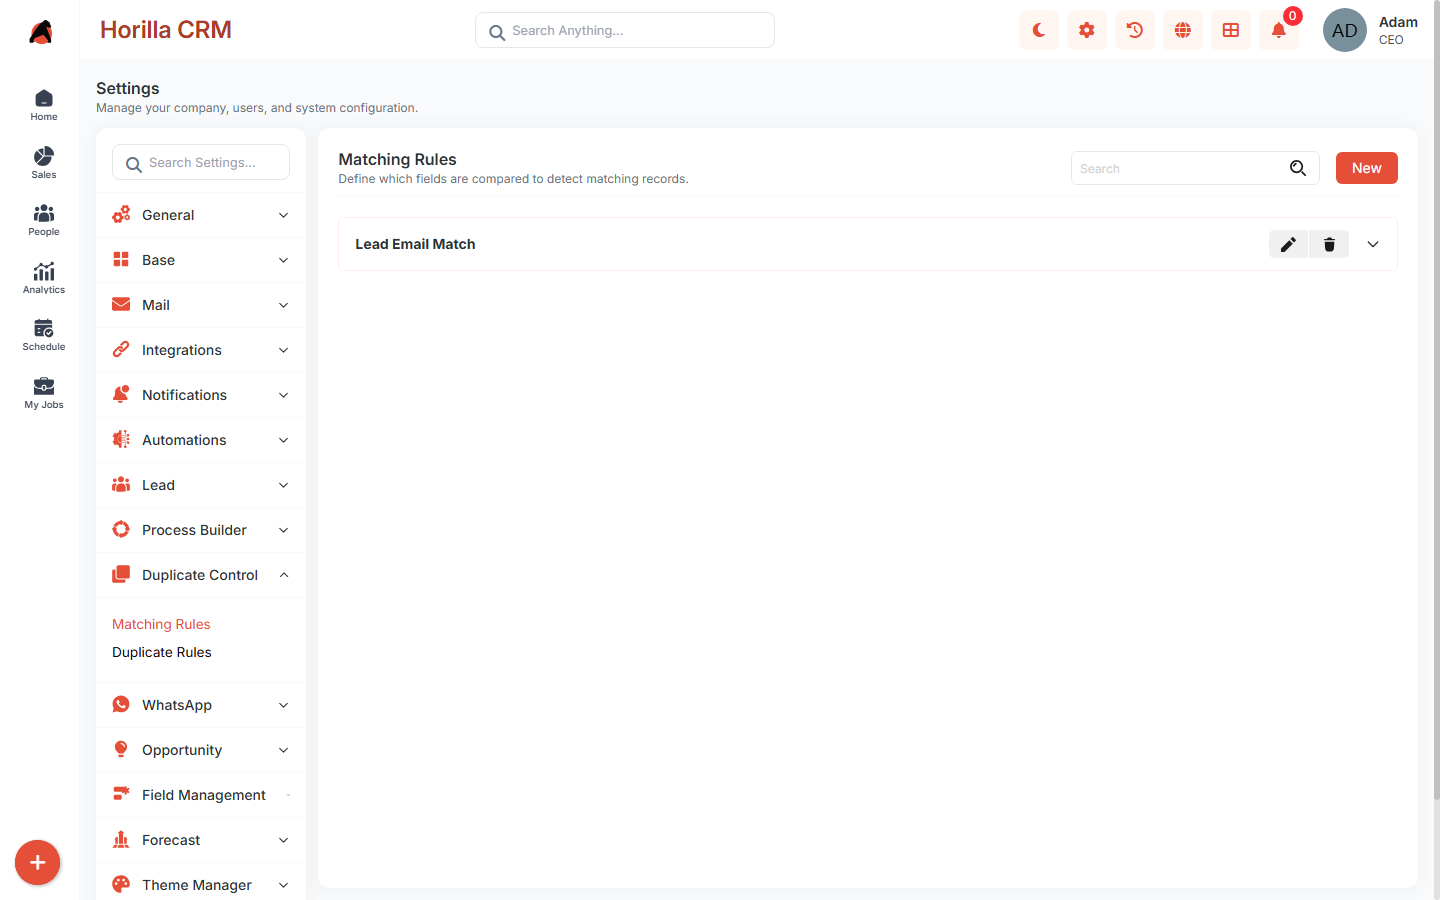 Horilla CRM
Search Anything...
0
AD
Adam
CEO
Home
Sales
People
Analytics
Schedule
My Jobs
Settings
Manage your company, users, and system configuration.
Search Settings...
General
Base
Mail
Integrations
Notifications
Automations
Lead
Process Builder
Duplicate Control
Matching Rules
Duplicate Rules
WhatsApp
Opportunity
Field Management
Forecast
Theme Manager
Matching Rules
Define which fields are compared to detect matching records.
Search
New
Lead Email Match